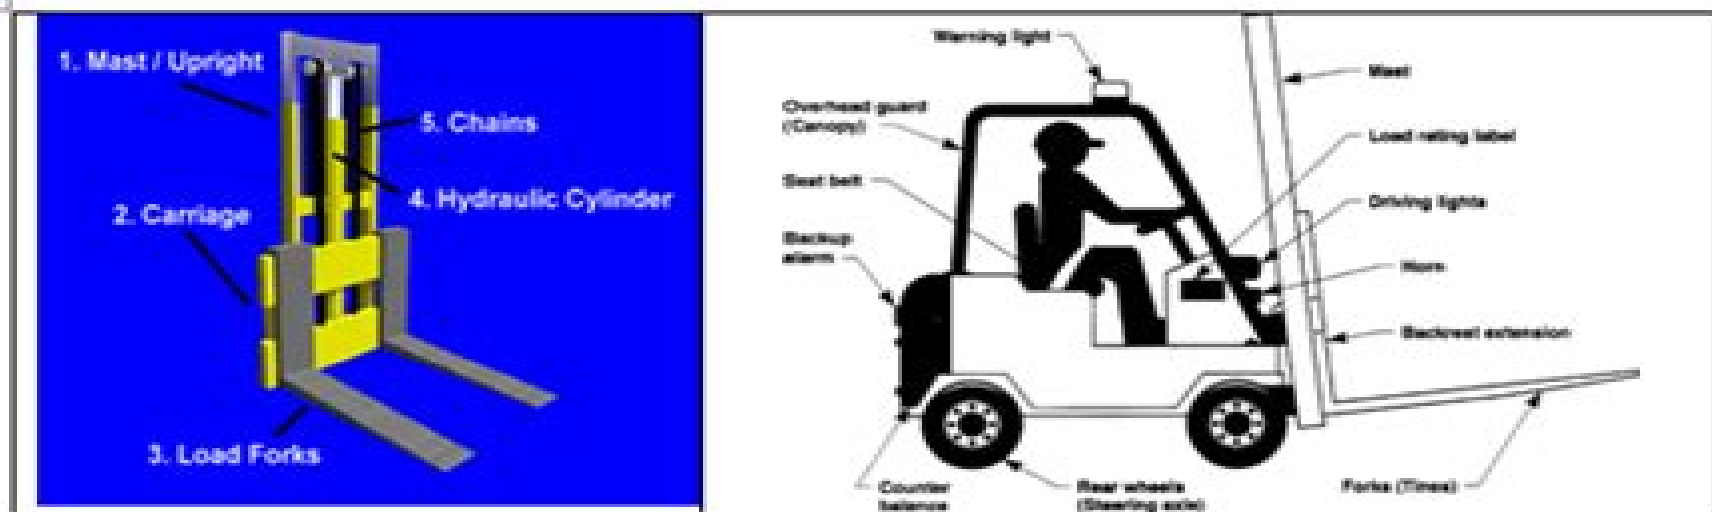 1. Mast / Upright
5. Chains
4. Hydraulic Cylinder
2. Carriage
3. Load Forks
Warning light
Mast
Overhead guard
(Canopy)
Load rating label
Seat belt
Driving lights
Backup
alarm
Horn
Backrest extension
Counter
balance
Rear wheels
(Steering axle)
Forks (Tines)